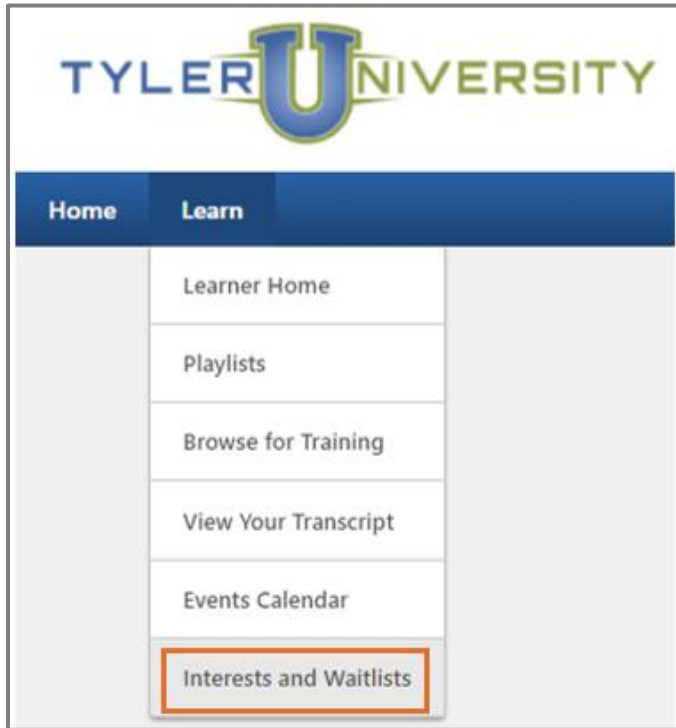 TYLER UNIVERSITY
Home Learn
Learner Home
Playlists
Browse for Training
View Your Transcript
Events Calendar
Interests and Waitlists